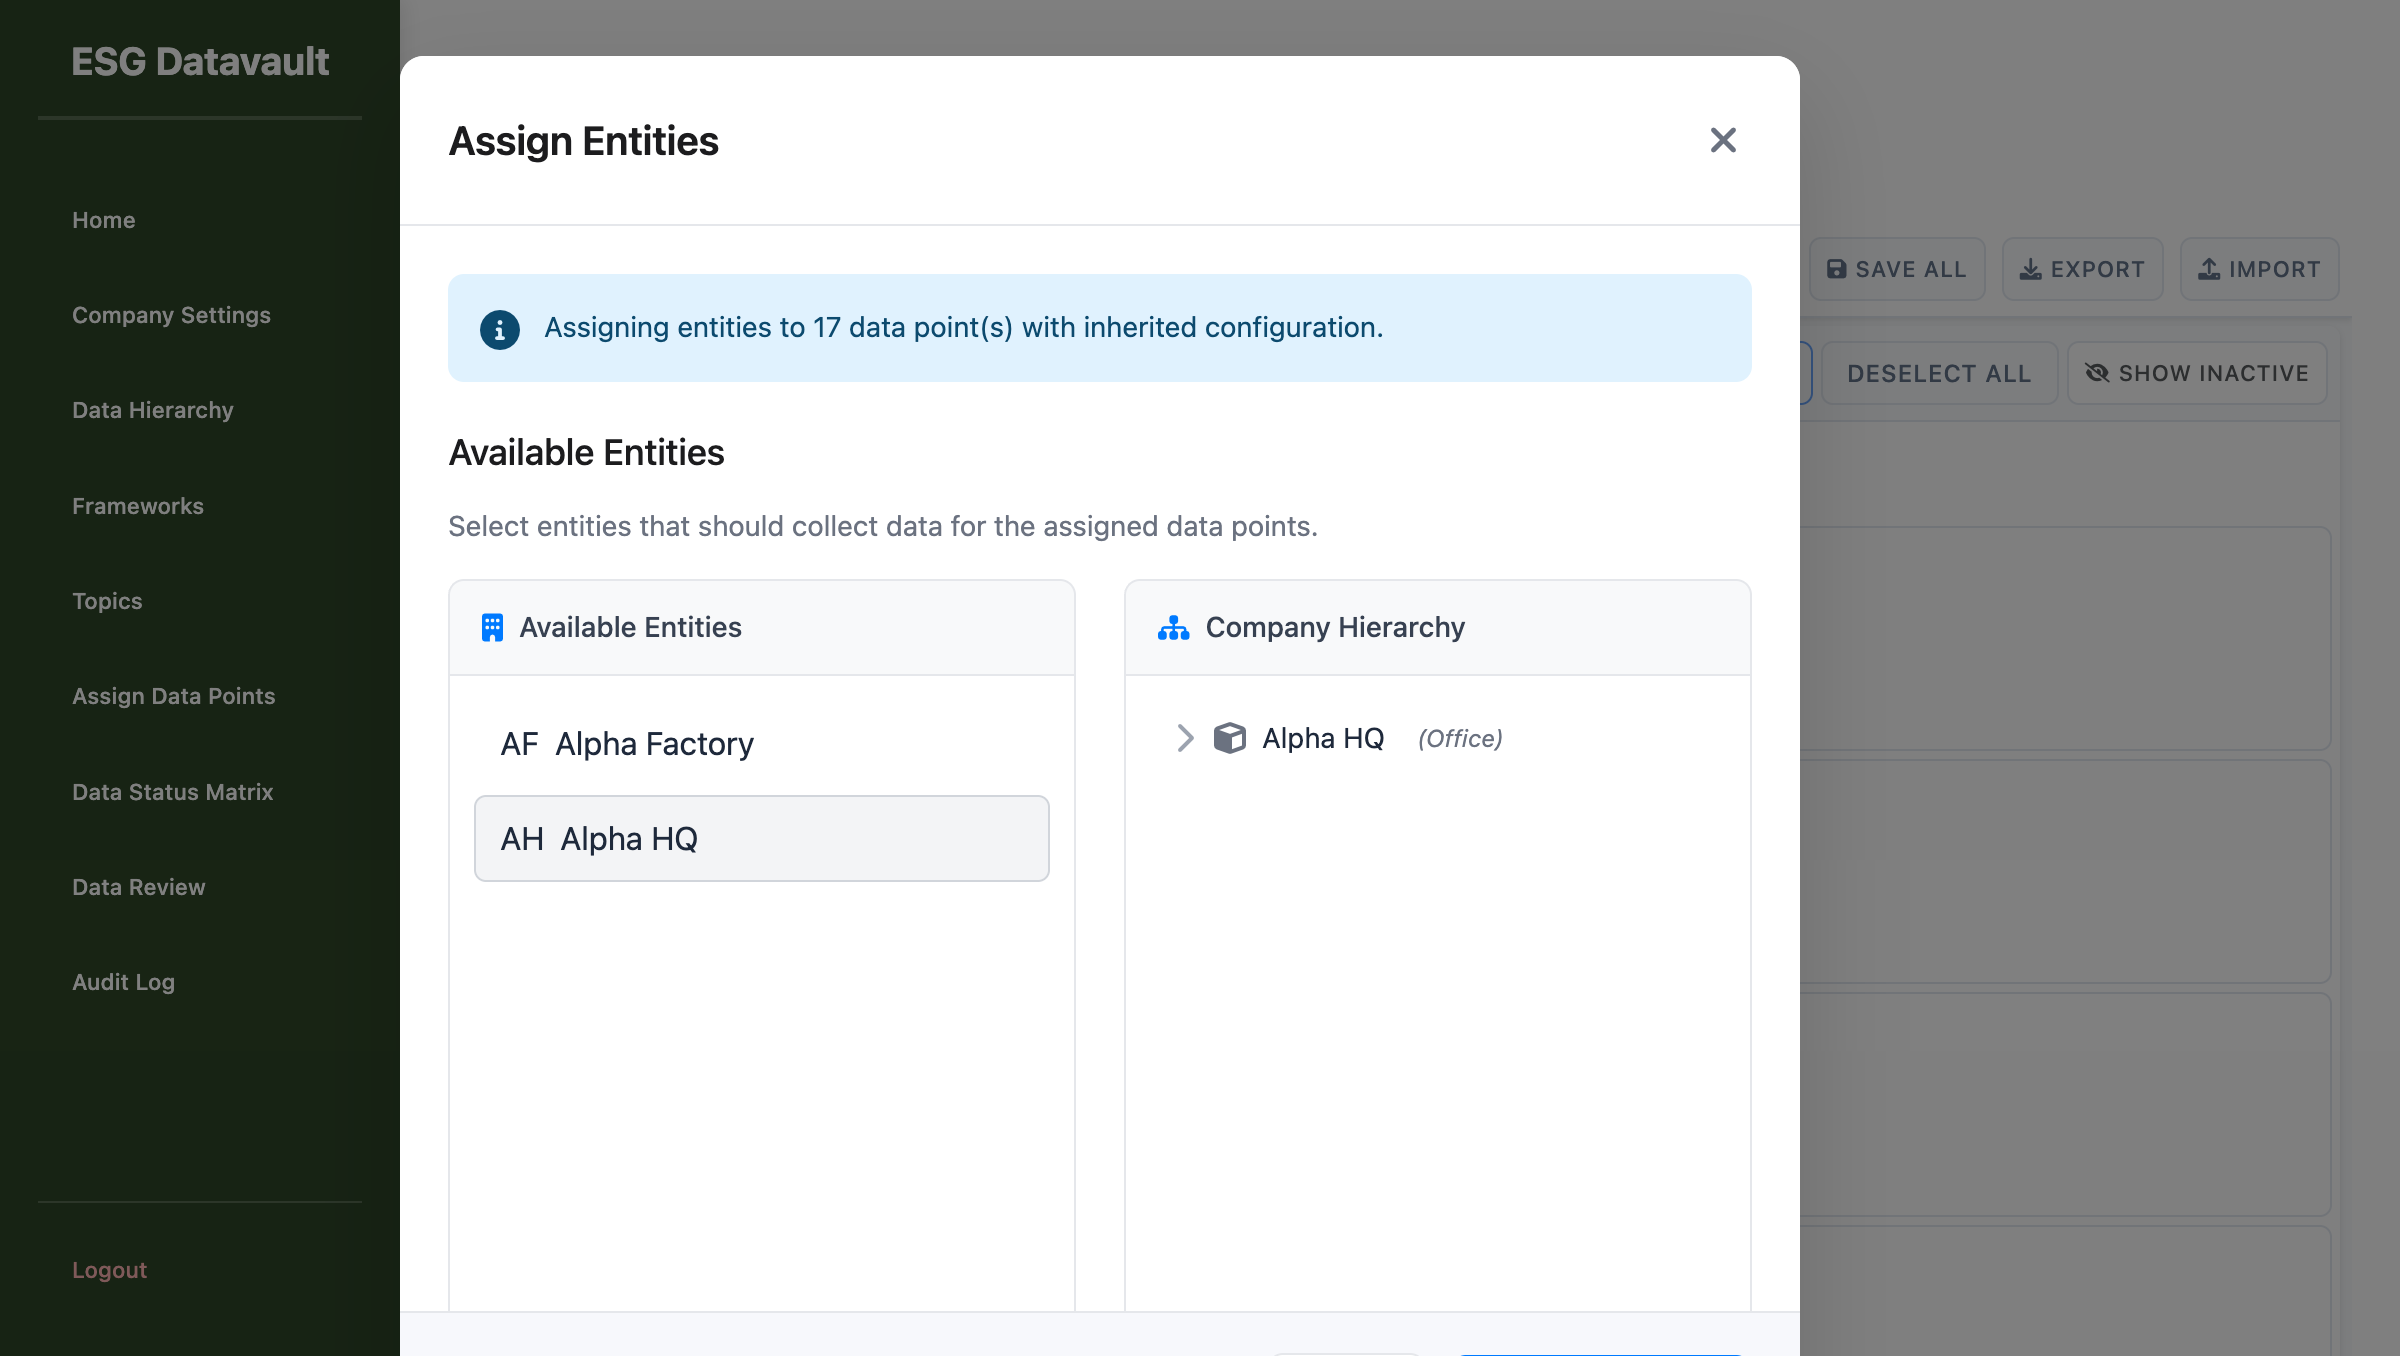 ESG Datavault
Home
Company Settings
Data Hierarchy
Frameworks
Topics
Assign Data Points
Data Status Matrix
Data Review
Audit Log
Logout
Assign Entities
Assigning entities to 17 data point(s) with inherited configuration.
Available Entities
Select entities that should collect data for the assigned data points.
Available Entities
AF Alpha Factory
AH Alpha HQ
Company Hierarchy
Alpha HQ (Office)
SAVE ALL
EXPORT
IMPORT
DESELECT ALL
SHOW INACTIVE